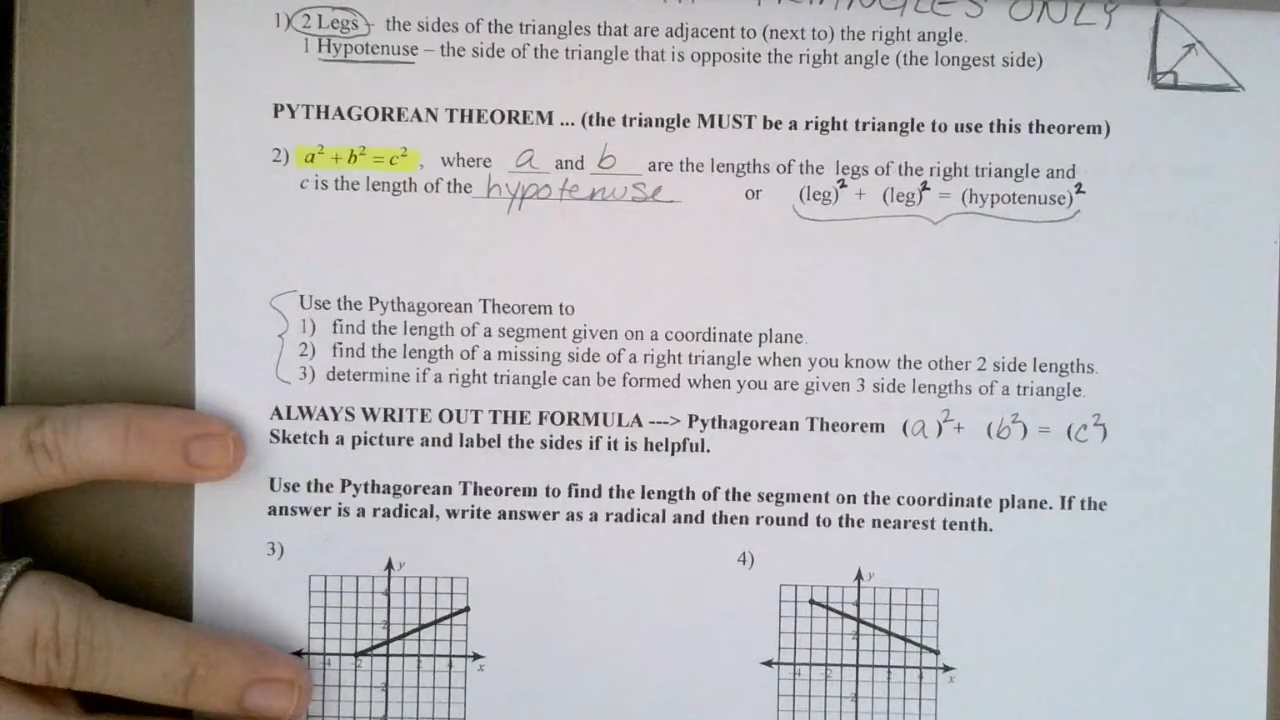 TRIANGLES ONLY
1) 2 Legs - the sides of the triangles that are adjacent to (next to) the right angle.
1 Hypotenuse – the side of the triangle that is opposite the right angle (the longest side)
PYTHAGOREAN THEOREM ... (the triangle MUST be a right triangle to use this theorem)
2) a² + b² = c² , where a and b are the lengths of the legs of the right triangle and
c is the length of the hypotenuse or (leg)² + (leg)² = (hypotenuse)²
Use the Pythagorean Theorem to
1) find the length of a segment given on a coordinate plane.
2) find the length of a missing side of a right triangle when you know the other 2 side lengths.
3) determine if a right triangle can be formed when you are given 3 side lengths of a triangle.
ALWAYS WRITE OUT THE FORMULA ---> Pythagorean Theorem (a)² + (b²) = (c²)
Sketch a picture and label the sides if it is helpful.
Use the Pythagorean Theorem to find the length of the segment on the coordinate plane. If the
answer is a radical, write answer as a radical and then round to the nearest tenth.
3) 4)
y y
x x